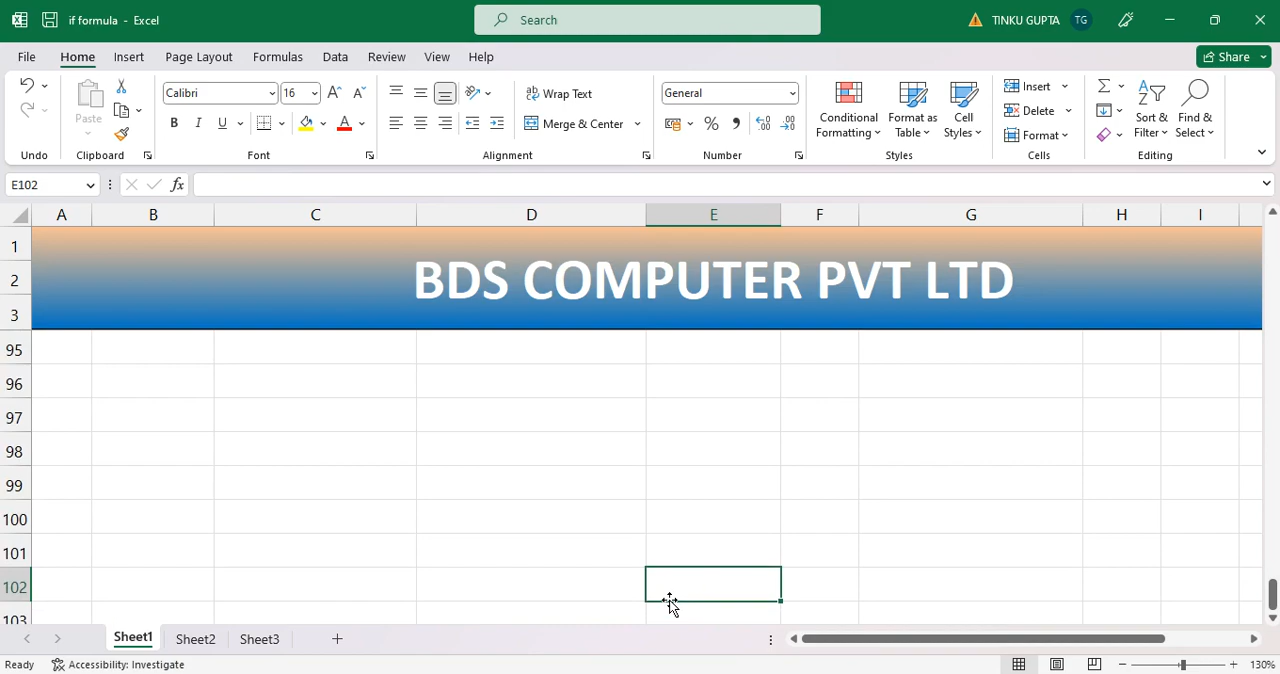 if formula - Excel
Search
TINKU GUPTA TG
File Home Insert Page Layout Formulas Data Review View Help
Share
Paste
Calibri 16
Wrap Text
General
Conditional Formatting
Format as Table
Cell Styles
Insert
Sort & Filter
Find & Select
B I U
Merge & Center
Delete
Format
Undo Clipboard Font Alignment Number Styles Cells Editing
E102 fx
A B C D E F G H I
1
2 BDS COMPUTER PVT LTD
3
95
96
97
98
99
100
101
102
103
Sheet1 Sheet2 Sheet3
Ready Accessibility: Investigate 130%